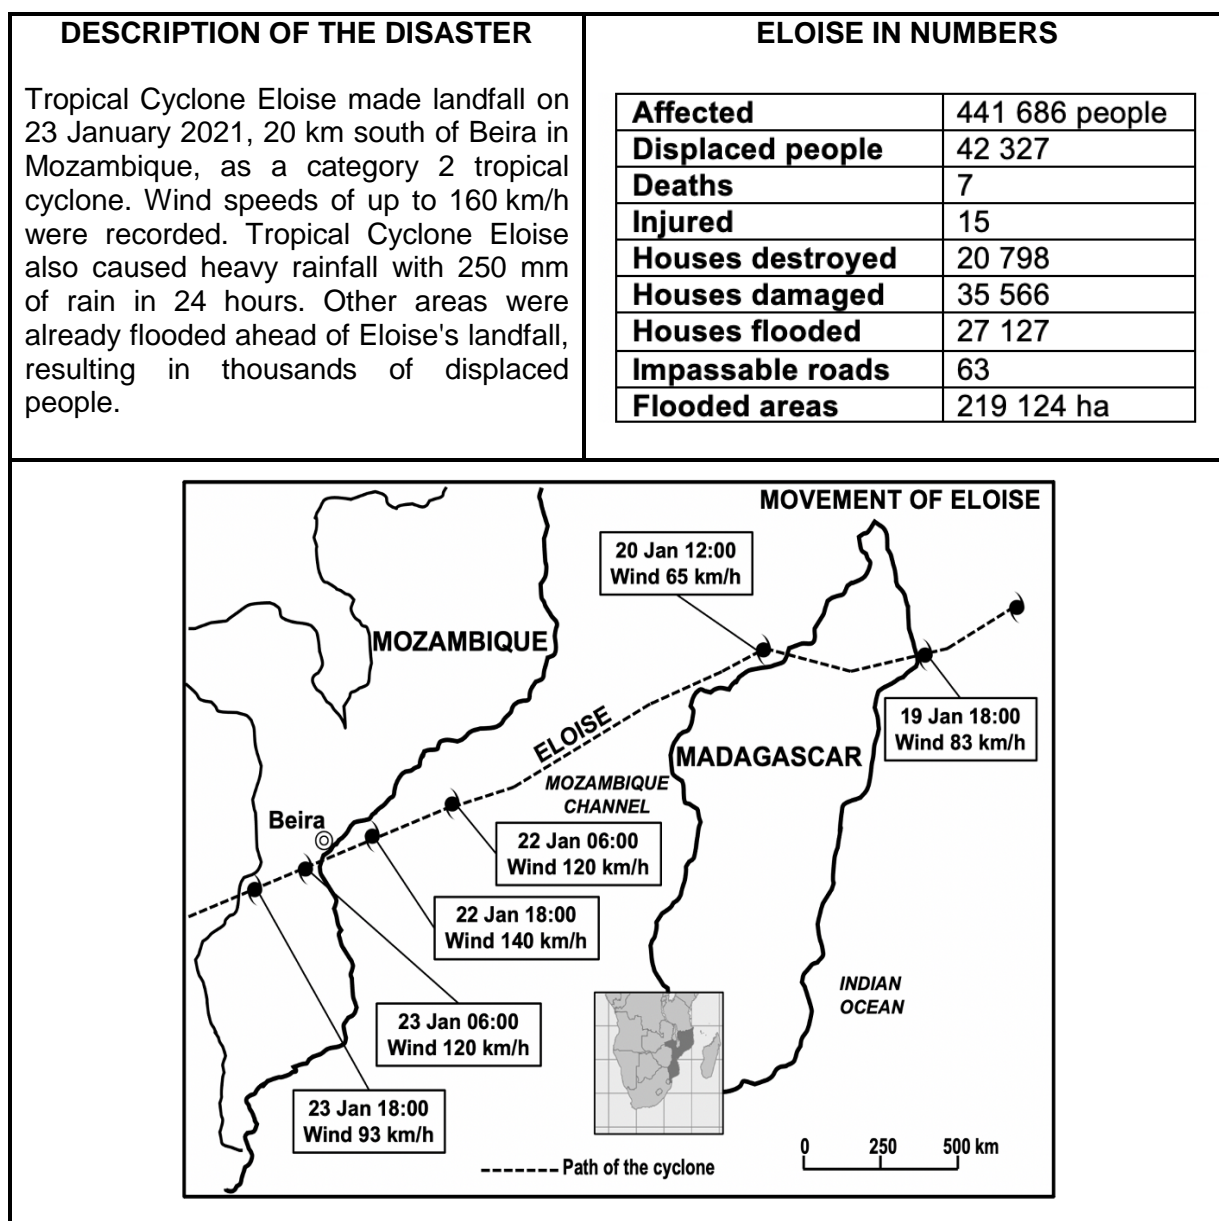 DESCRIPTION OF THE DISASTER
Tropical Cyclone Eloise made landfall on
23 January 2021, 20 km south of Beira in
Mozambique, as a category 2 tropical
cyclone. Wind speeds of up to 160 km/h
were recorded. Tropical Cyclone Eloise
also caused heavy rainfall with 250 mm
of rain in 24 hours. Other areas were
already flooded ahead of Eloise's landfall,
resulting in thousands of displaced
people.
ELOISE IN NUMBERS
Affected 441 686 people
Displaced people 42 327
Deaths 7
Injured 15
Houses destroyed 20 798
Houses damaged 35 566
Houses flooded 27 127
Impassable roads 63
Flooded areas 219 124 ha
MOVEMENT OF ELOISE
20 Jan 12:00
Wind 65 km/h
MOZAMBIQUE
19 Jan 18:00
Wind 83 km/h
ELOISE
MADAGASCAR
MOZAMBIQUE
CHANNEL
Beira
22 Jan 06:00
Wind 120 km/h
22 Jan 18:00
Wind 140 km/h
INDIAN
OCEAN
23 Jan 06:00
Wind 120 km/h
23 Jan 18:00
Wind 93 km/h
0 250 500 km
Path of the cyclone